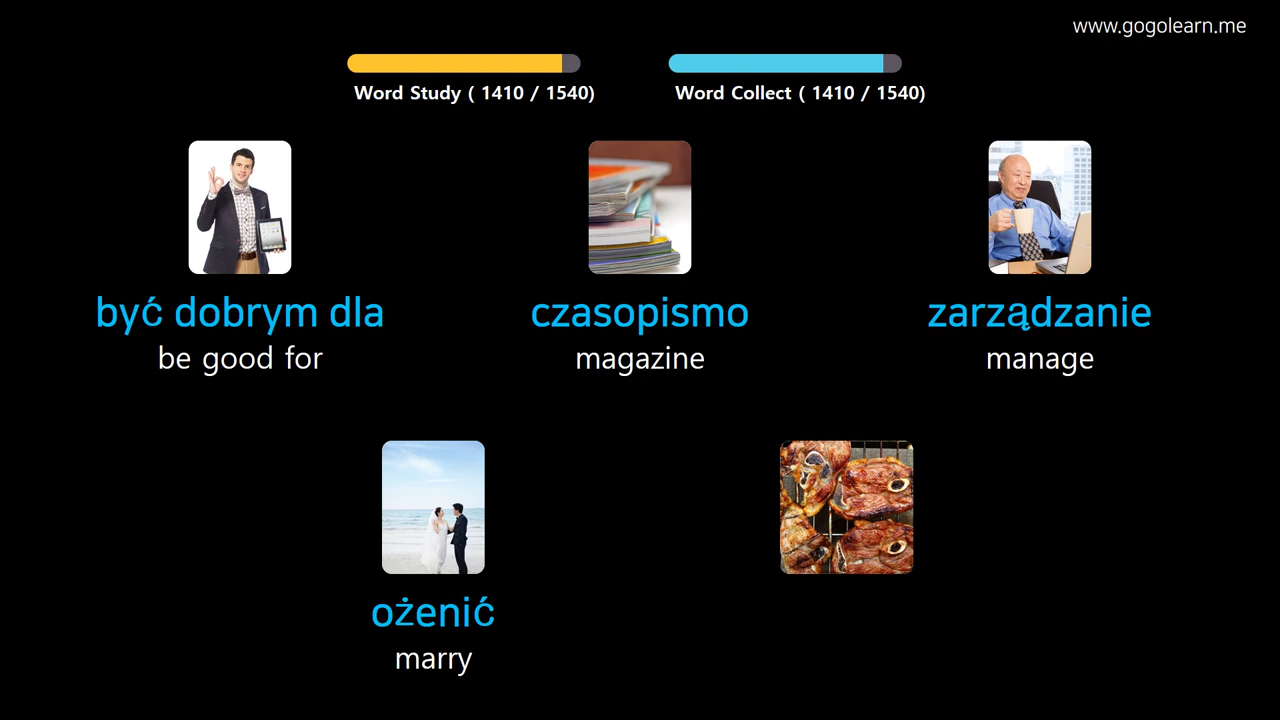 www.gogolearn.me
Word Study ( 1410 / 1540)
Word Collect ( 1410 / 1540)
być dobrym dla
be good for
czasopismo
magazine
zarządzanie
manage
ożenić
marry